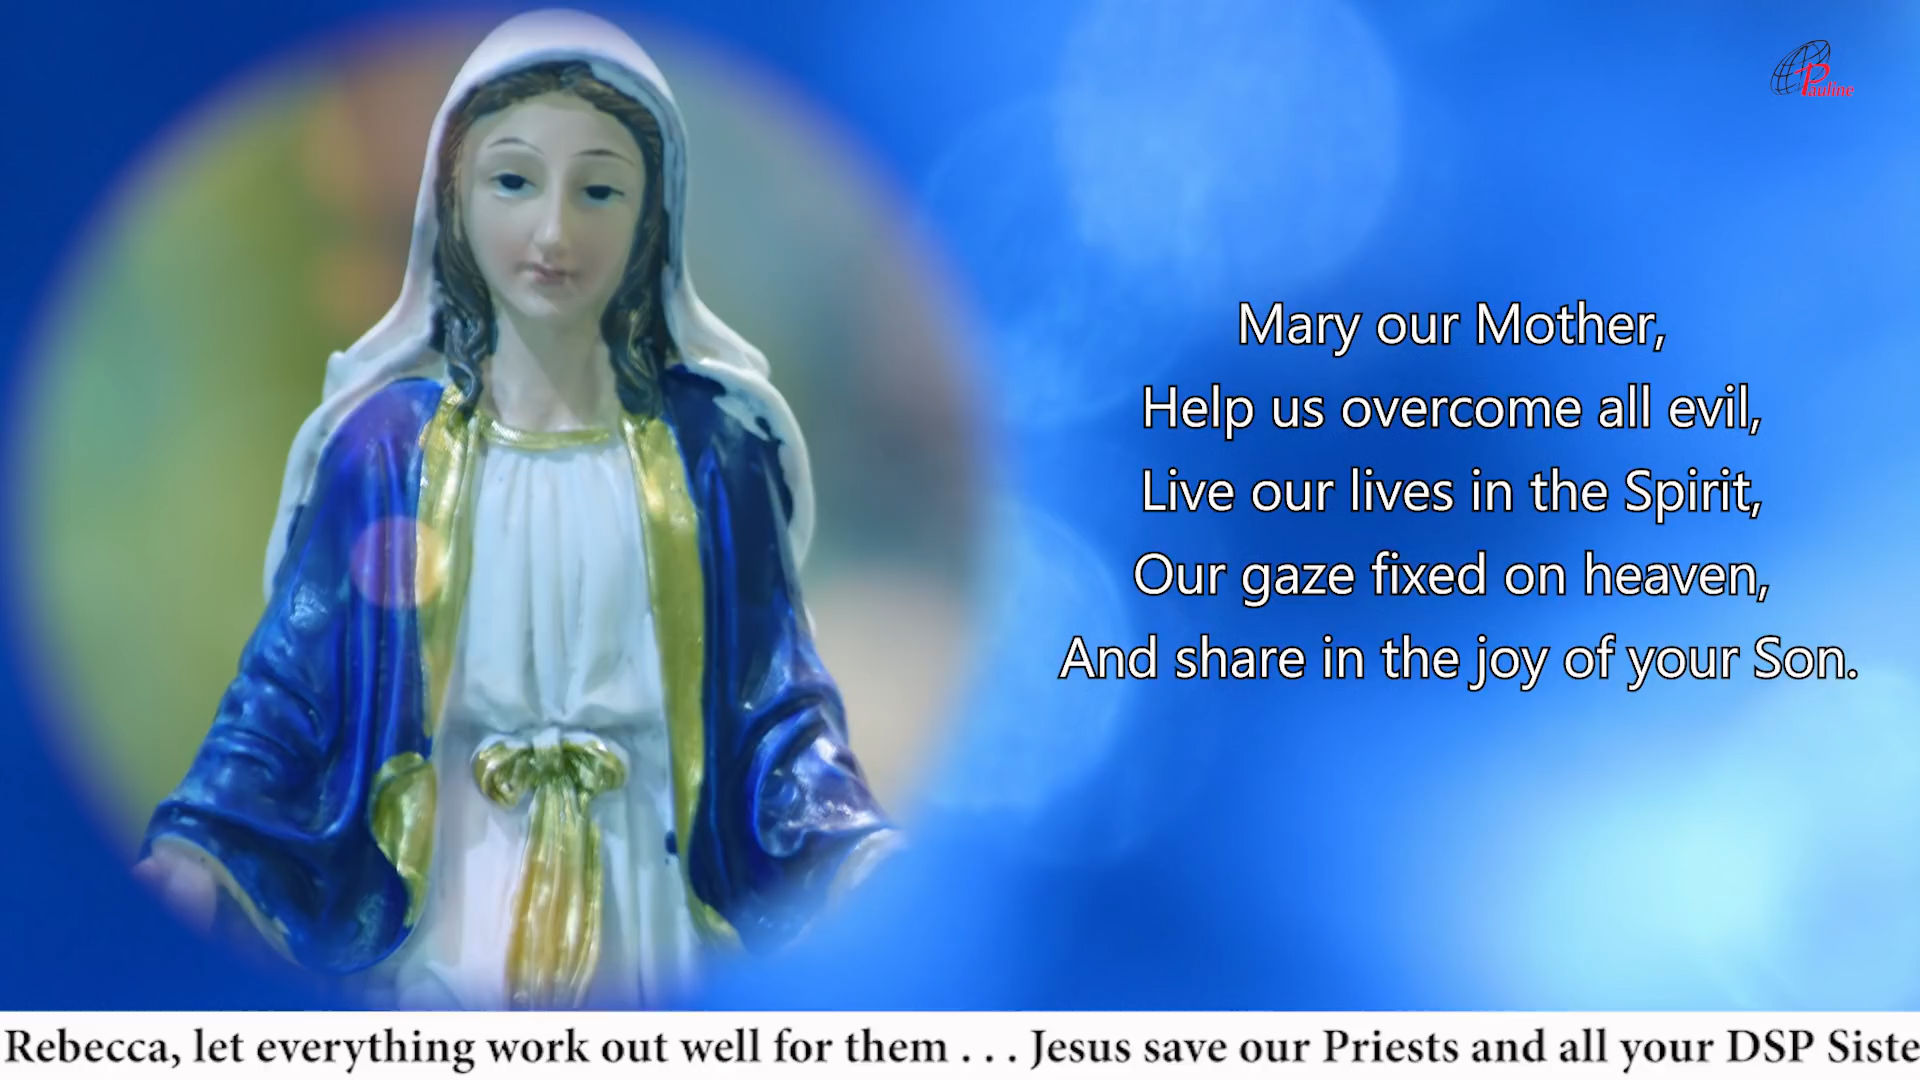 Pauline
Mary our Mother,
Help us overcome all evil,
Live our lives in the Spirit,
Our gaze fixed on heaven,
And share in the joy of your Son.
Rebecca, let everything work out well for them . . . Jesus save our Priests and all your DSP Siste